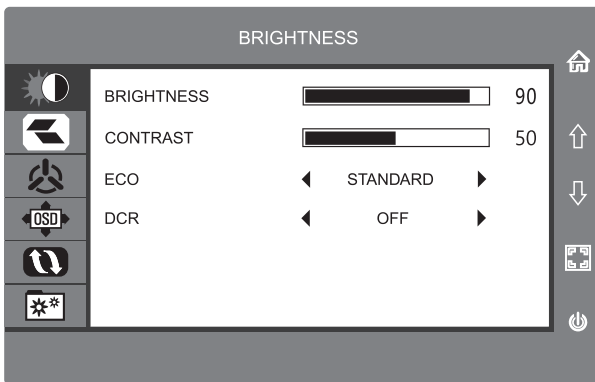 BRIGHTNESS
BRIGHTNESS 90
CONTRAST 50
ECO STANDARD
DCR OFF
OSD